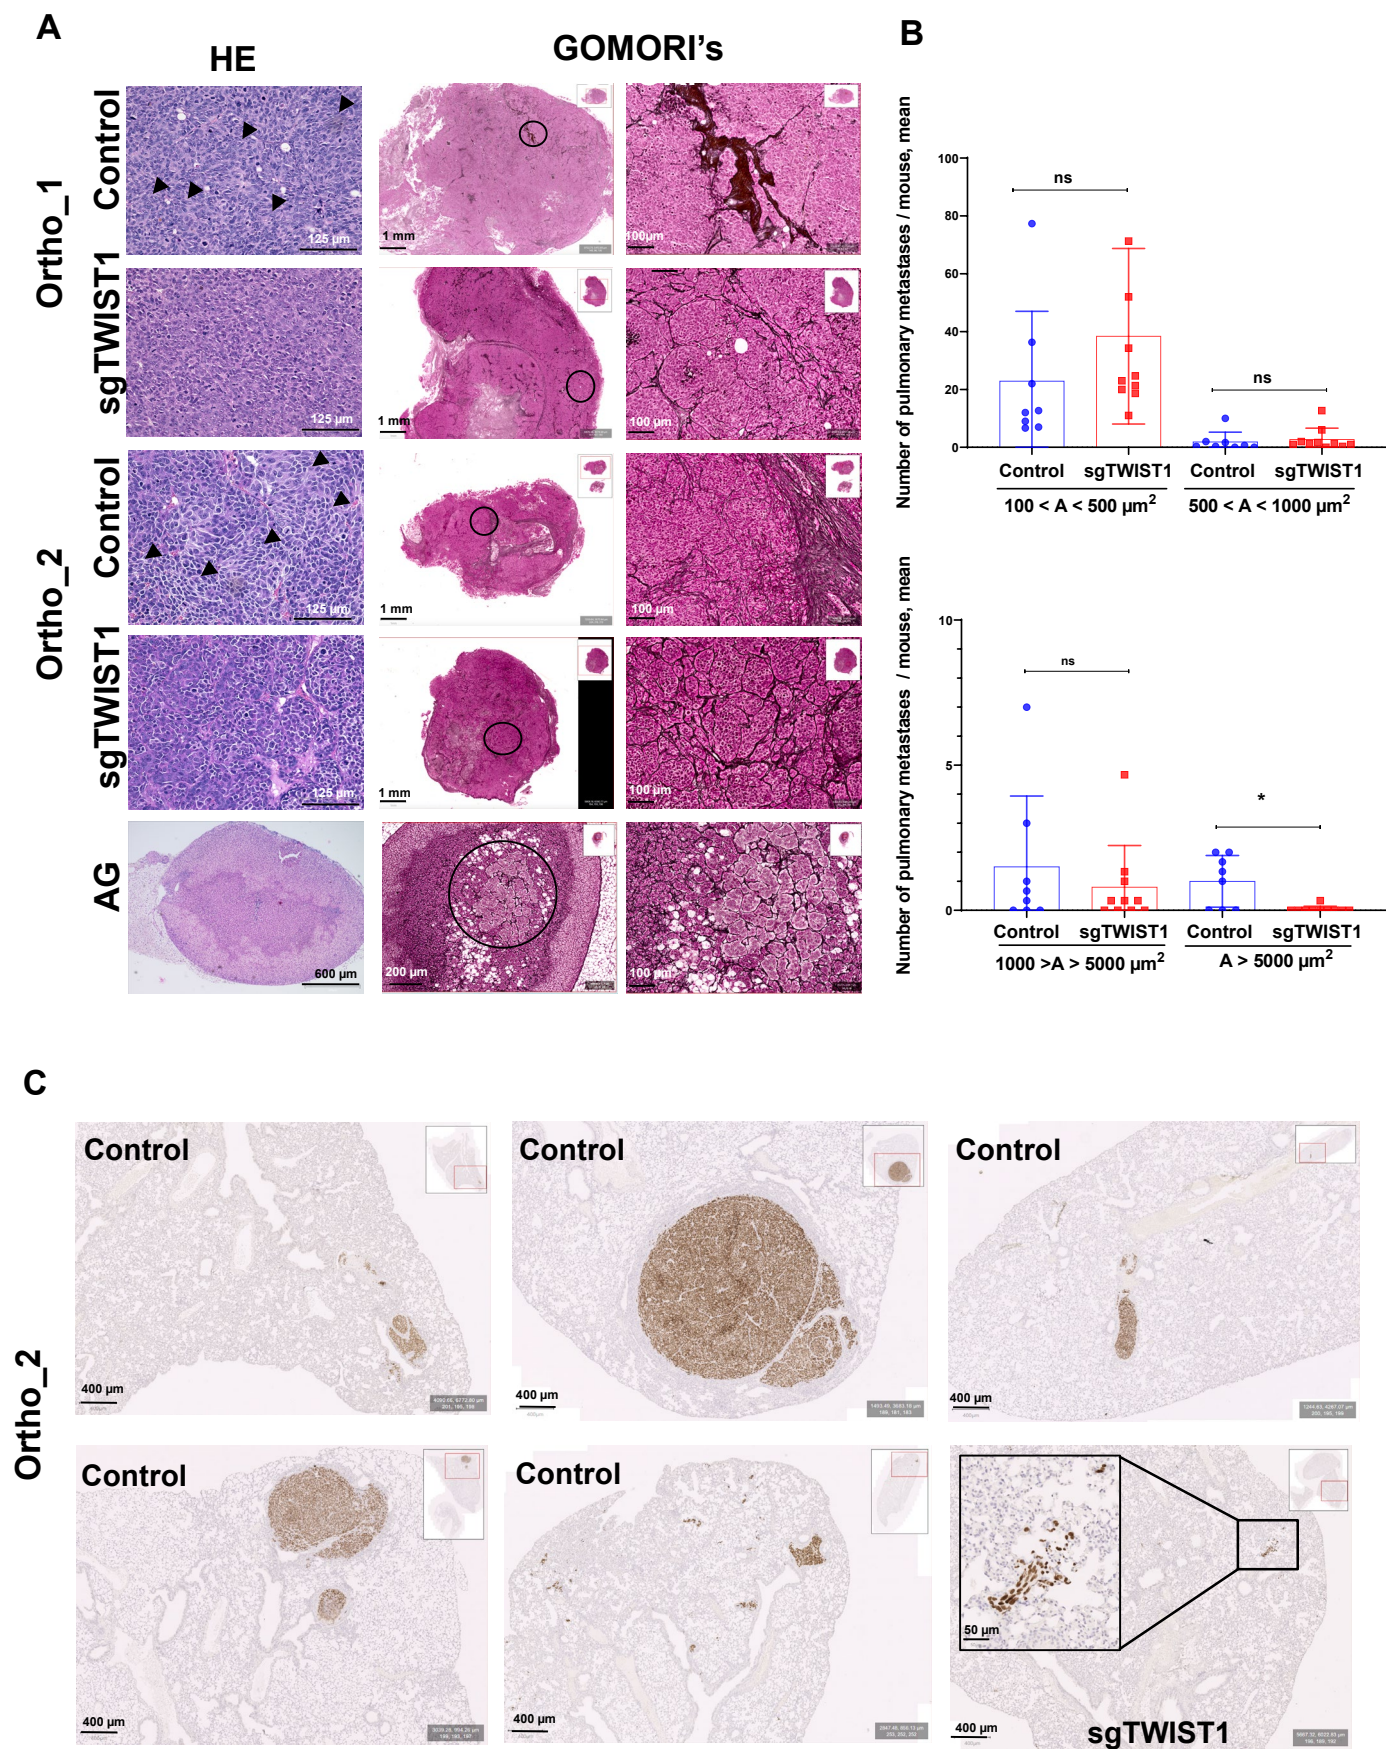 A
B
HE
GOMORI's
Ortho_1
Control
125 µm
1 mm
100µm
sgTWIST1
125 µm
1 mm
100 µm
Ortho_2
Control
125 µm
1 mm
100 µm
sgTWIST1
125 µm
1 mm
100 µm
AG
600 µm
200 µm
100 µm
Number of pulmonary metastases / mouse, mean
100
80
60
40
20
0
ns
ns
Control sgTWIST1 Control sgTWIST1
100 < A < 500 µm²
500 < A < 1000 µm²
Number of pulmonary metastases / mouse, mean
10
5
0
ns
*
Control sgTWIST1 Control sgTWIST1
1000 >A > 5000 µm²
A > 5000 µm²
C
Ortho_2
Control
400 µm
Control
400 µm
Control
400 µm
Control
400 µm
Control
400 µm
50 µm
400 µm
sgTWIST1